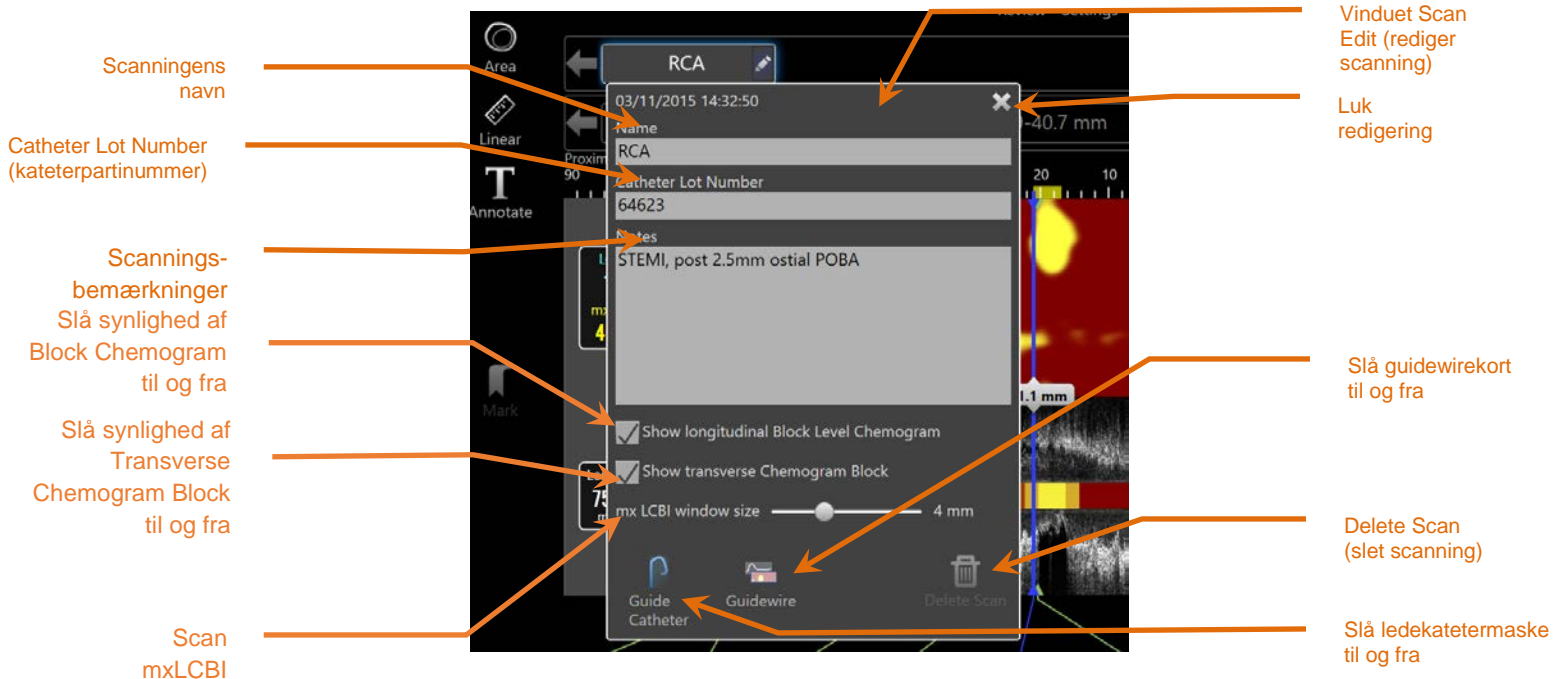 Scanningens
navn
Catheter Lot Number
(kateterpartinummer)
Scannings-
bemærkninger
Slå synlighed af
Block Chemogram
til og fra
Slå synlighed af
Transverse
Chemogram Block
til og fra
Scan
mxLCBI
Area
Linear
Annotate
Mark
RCA
03/11/2015 14:32:50
Name
RCA
Catheter Lot Number
64623
Notes
STEMI, post 2.5mm ostial POBA
Show longitudinal Block Level Chemogram
Show transverse Chemogram Block
mx LCBI window size 4 mm
Guide
Catheter
Guidewire
Delete Scan
90
-40.7 mm
20 10
1.1 mm
Vinduet Scan
Edit (rediger
scanning)
Luk
redigering
Slå guidewirekort
til og fra
Delete Scan
(slet scanning)
Slå ledekatetermaske
til og fra